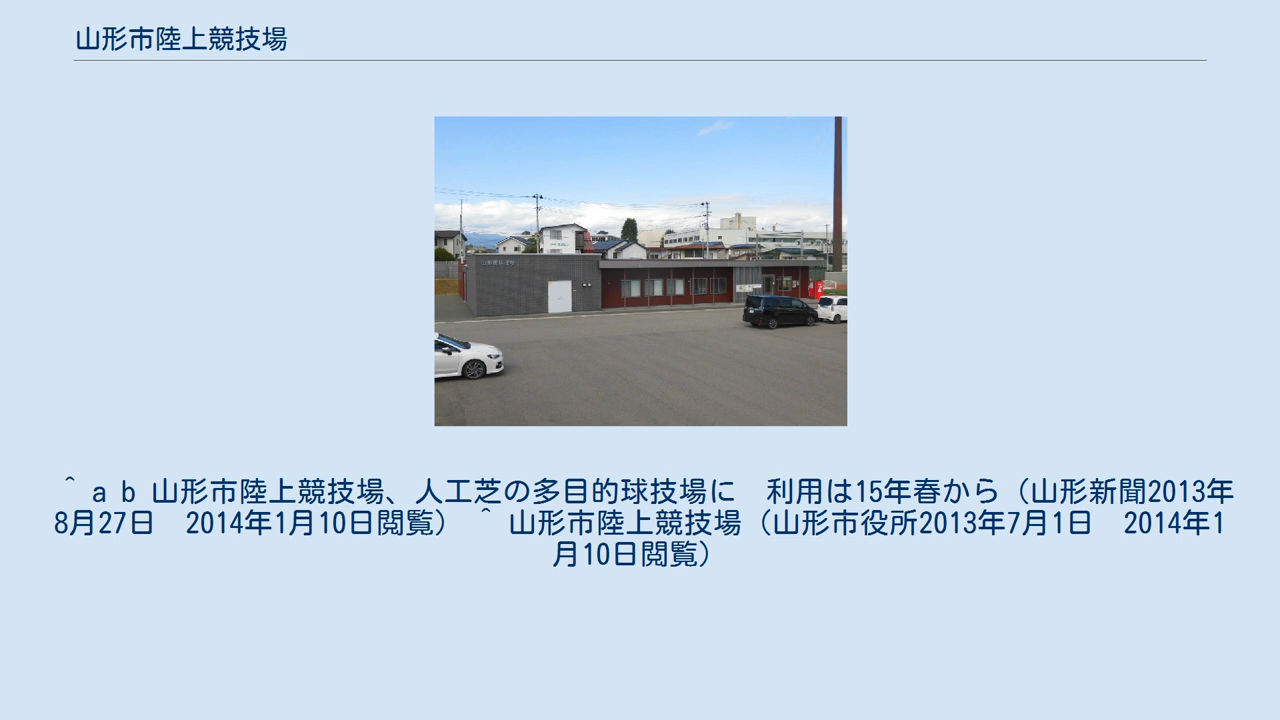 山形市陸上競技場
^ a b 山形市陸上競技場、人工芝の多目的球技場に　利用は15年春から（山形新聞2013年
8月27日　2014年1月10日閲覧） ^ 山形市陸上競技場（山形市役所2013年7月1日　2014年1
月10日閲覧）